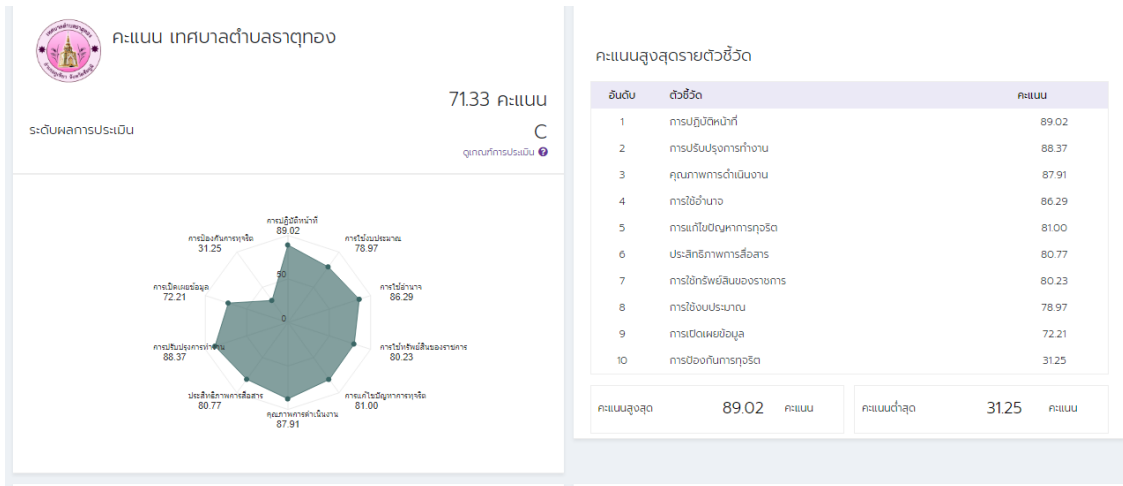 คะแนน เทศบาลตำบลธาตุทอง
71.33 คะแนน
ระดับผลการประเมิน
C
ดูเกณฑ์การประเมิน
การปฏิบัติหน้าที่
89.02
การป้องกันการทุจริต
31.25
การใช้งบประมาณ
78.97
50
การเปิดเผยข้อมูล
72.21
การใช้อำนาจ
86.29
0
การปรับปรุงการทำงาน
88.37
การใช้ทรัพย์สินของราชการ
80.23
ประสิทธิภาพการสื่อสาร
80.77
การแก้ไขปัญหาการทุจริต
81.00
คุณภาพการดำเนินงาน
87.91
คะแนนสูงสุดรายตัวชี้วัด
อันดับ ตัวชี้วัด คะแนน
1 การปฏิบัติหน้าที่ 89.02
2 การปรับปรุงการทำงาน 88.37
3 คุณภาพการดำเนินงาน 87.91
4 การใช้อำนาจ 86.29
5 การแก้ไขปัญหาการทุจริต 81.00
6 ประสิทธิภาพการสื่อสาร 80.77
7 การใช้ทรัพย์สินของราชการ 80.23
8 การใช้งบประมาณ 78.97
9 การเปิดเผยข้อมูล 72.21
10 การป้องกันการทุจริต 31.25
คะแนนสูงสุด 89.02 คะแนน
คะแนนต่ำสุด 31.25 คะแนน